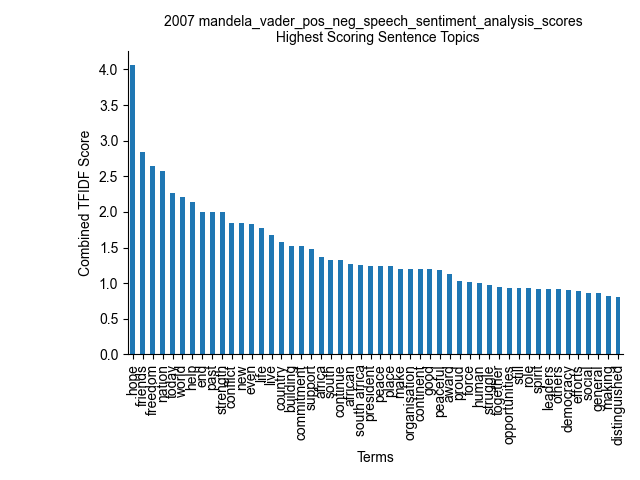 2007 mandela_vader_pos_neg_speech_sentiment_analysis_scores
Highest Scoring Sentence Topics
Combined TFIDF Score
4.0
3.5
3.0
2.5
2.0
1.5
1.0
0.5
0.0
hope
friends
freedom
nation
today
world
help
end
past
strength
conflict
new
even
life
live
country
building
commitment
support
africa
south
continue
african
south africa
president
peace
place
make
organisation
continent
good
peaceful
award
proud
force
human
struggle
together
opportunities
still
role
spirit
leaders
others
democracy
efforts
social
general
making
distinguished
Terms